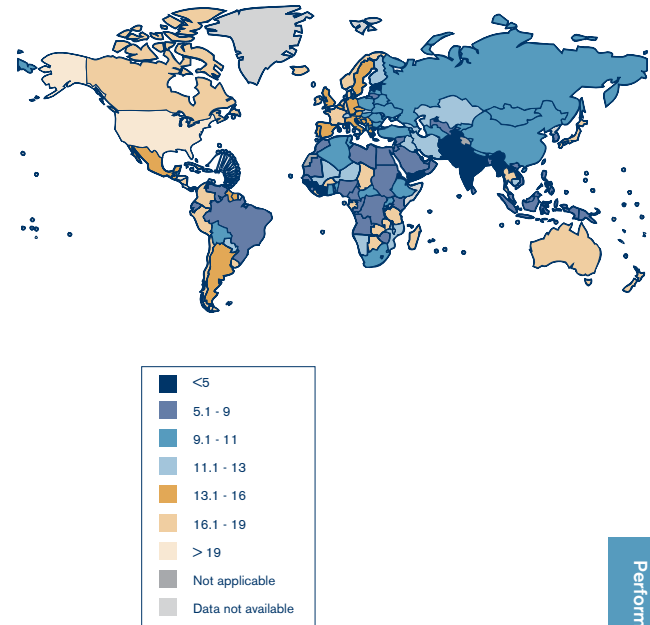 <5
5.1 - 9
9.1 - 11
11.1 - 13
13.1 - 16
16.1 - 19
> 19
Not applicable
Data not available
Perform